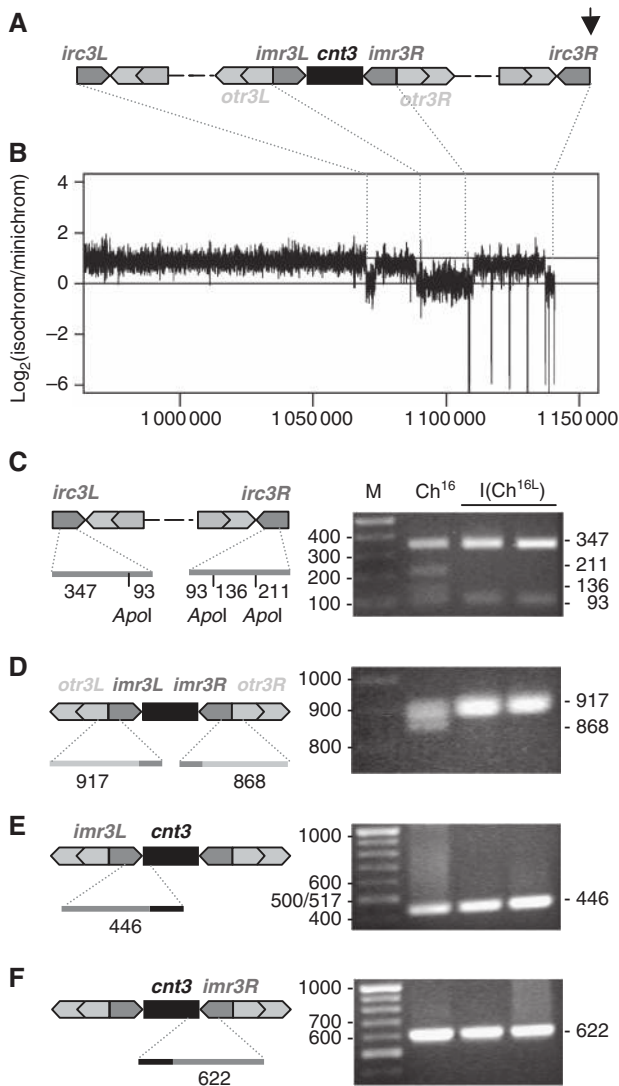 A
irc3L
imr3L cnt3 imr3R
irc3R
otr3L
otr3R
B
Log2(isochrom/minichrom)
4
2
0
−2
−6
1 000 000
1 050 000
1 100 000
1 150 000
C
irc3L
irc3R
347
93
ApoI
93
136
211
ApoI
ApoI
M
Ch16
I(Ch16L)
400 -
300 -
200 -
100 -
- 347
- 211
- 136
- 93
D
otr3L imr3L imr3R otr3R
917
868
1000 -
900 -
800 -
- 917
- 868
E
imr3L cnt3
446
1000 -
600 -
500/517 -
400 -
- 446
F
cnt3 imr3R
622
1000 -
700 -
600 -
- 622